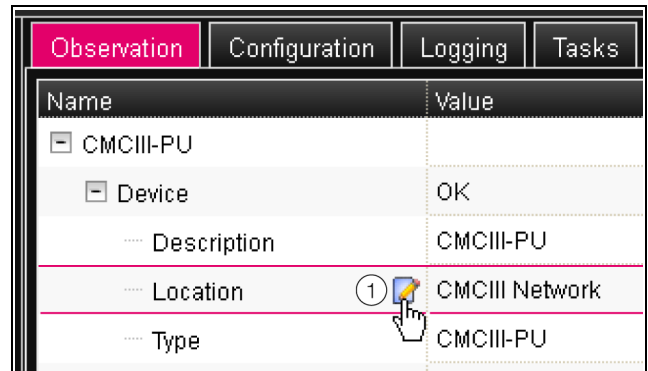 Observation Configuration Logging Tasks
Name Value
CMCIII-PU
Device OK
Description CMCIII-PU
Location 1 CMCIII Network
Type CMCIII-PU